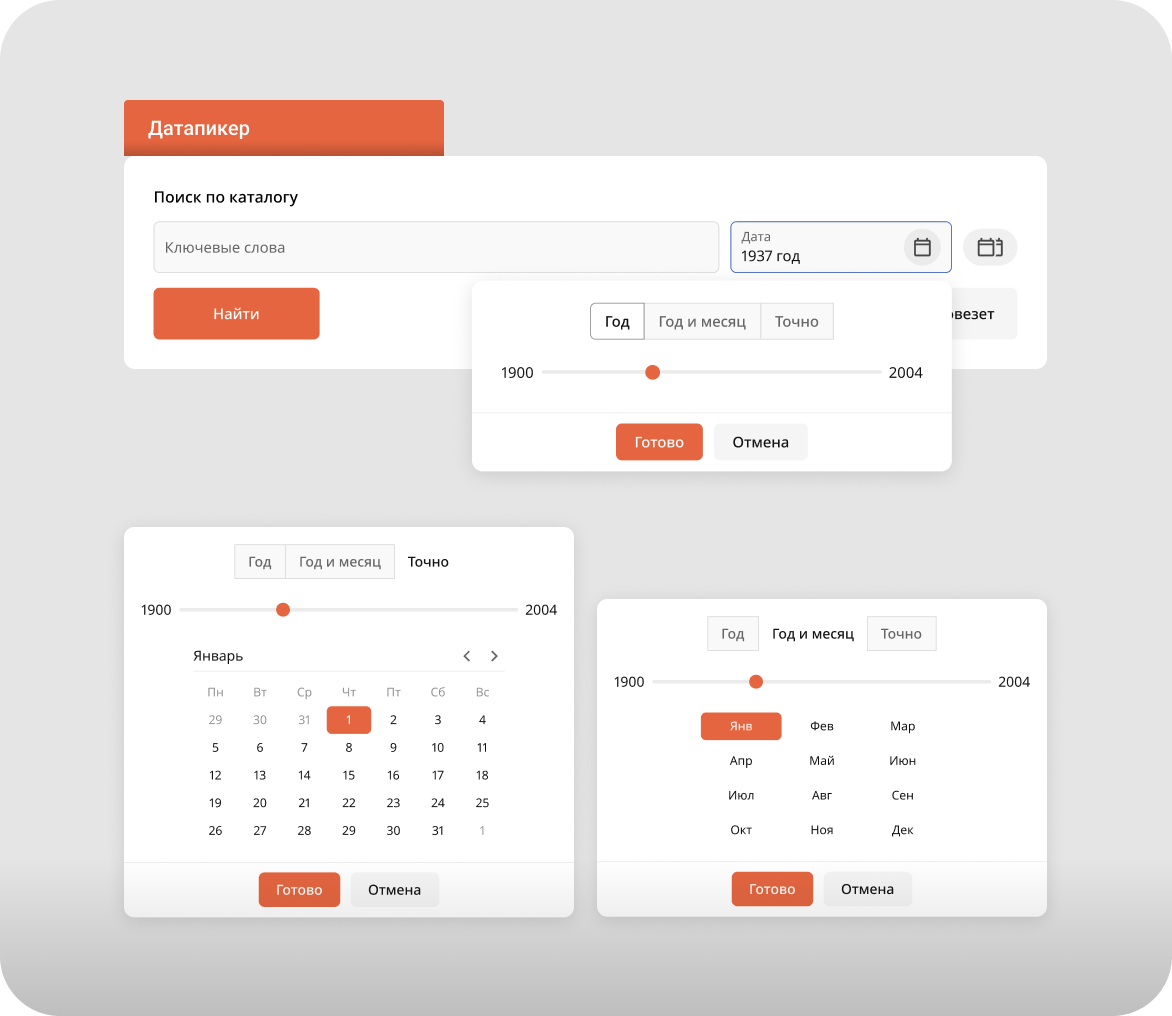 Датапикер
Поиск по каталогу
Ключевые слова
Дата
1937 год
Найти
Год Год и месяц Точно
1900 2004
Готово Отмена
Год Год и месяц Точно
1900 2004
Январь
Пн Вт Ср Чт Пт Сб Вс
29 30 31 1 2 3 4
5 6 7 8 9 10 11
12 13 14 15 16 17 18
19 20 21 22 23 24 25
26 27 28 29 30 31 1
Готово Отмена
Год Год и месяц Точно
1900 2004
Янв Фев Мар
Апр Май Июн
Июл Авг Сен
Окт Ноя Дек
Готово Отмена